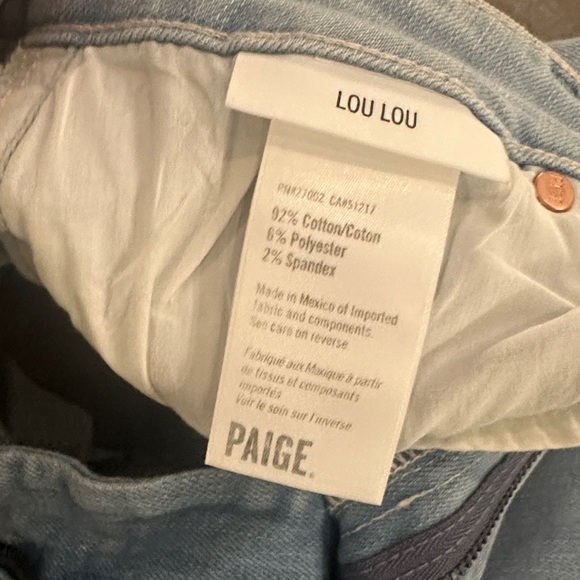 LOU LOU
RN#27002 CA#51217
92% Cotton/Coton
6% Polyester
2% Spandex
Made in Mexico of Imported
fabric and components.
See care on reverse
Fabriqué aux Mexique à partir
de tissus et composants
importés
Voir le soin sur l'inverse
PAIGE.